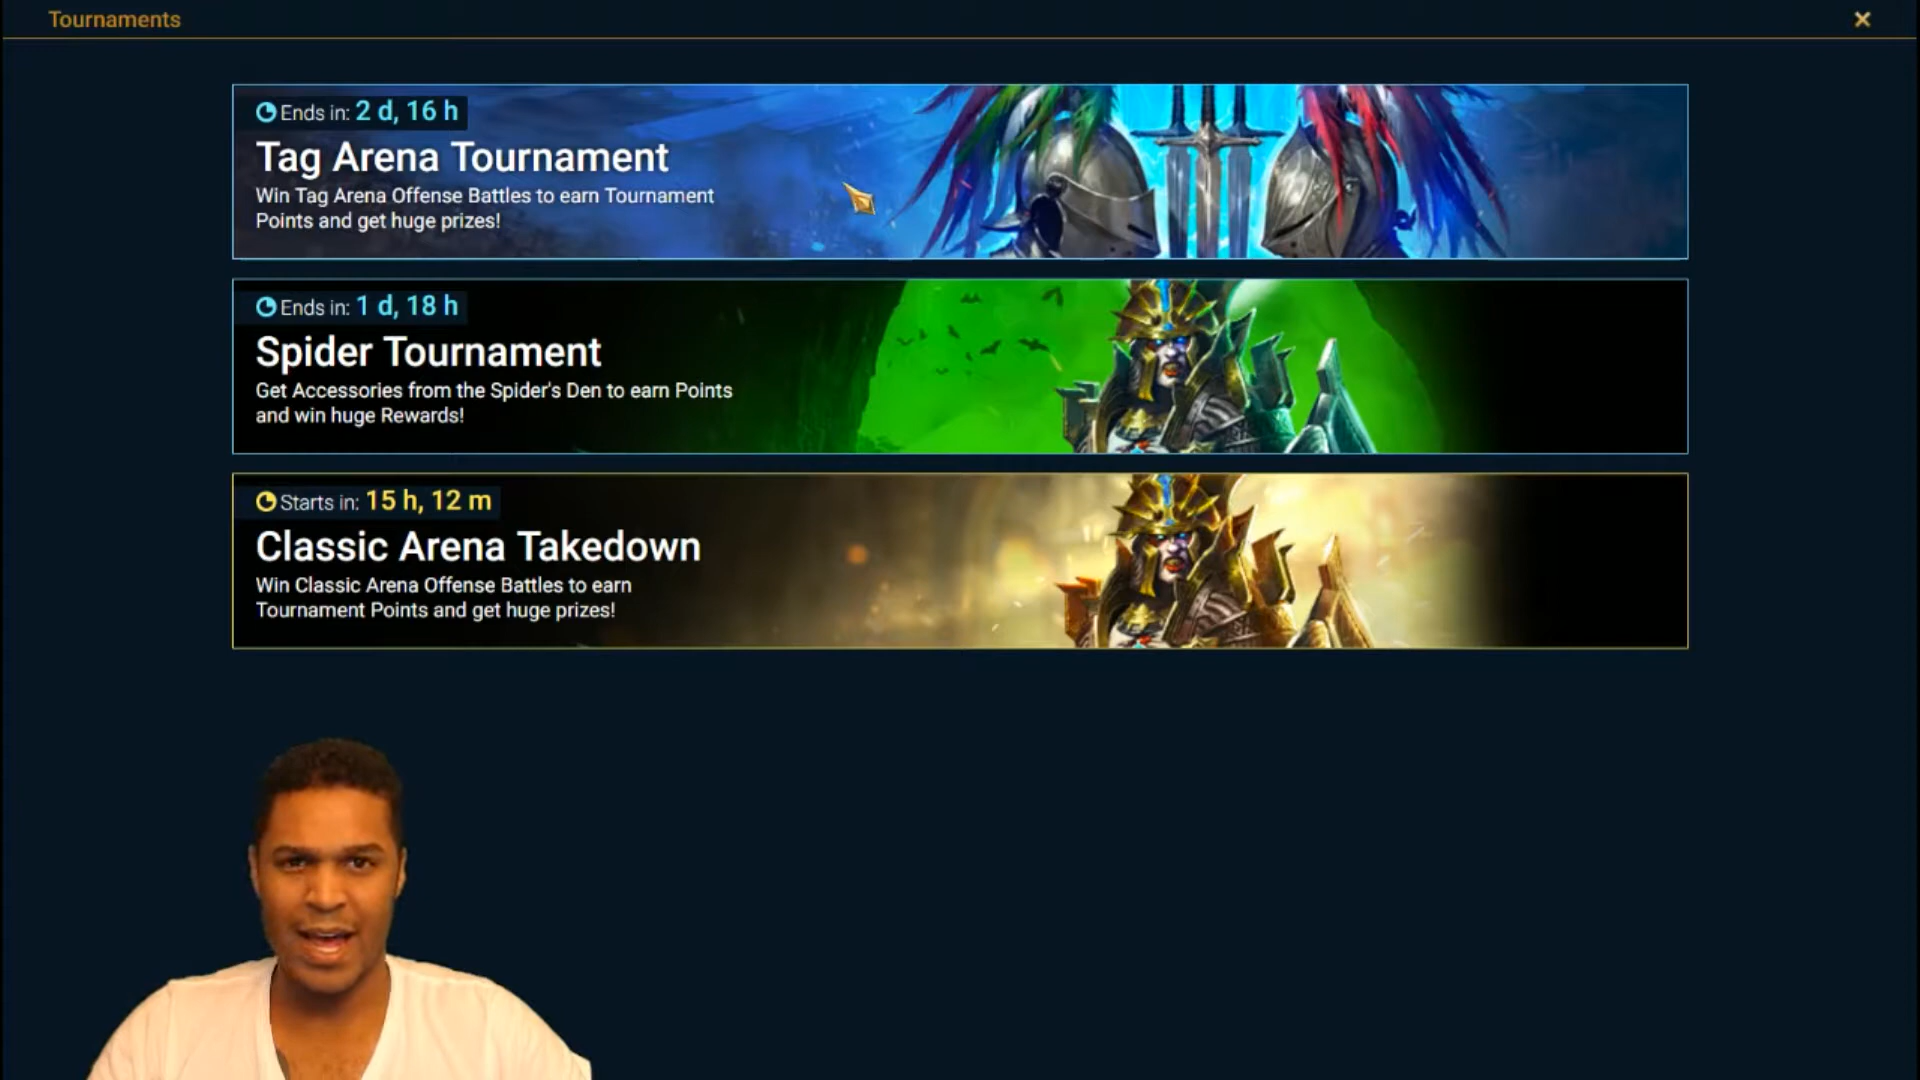 Tournaments
Ends in: 2 d, 16 h
Tag Arena Tournament
Win Tag Arena Offense Battles to earn Tournament
Points and get huge prizes!
Ends in: 1 d, 18 h
Spider Tournament
Get Accessories from the Spider's Den to earn Points
and win huge Rewards!
Starts in: 15 h, 12 m
Classic Arena Takedown
Win Classic Arena Offense Battles to earn
Tournament Points and get huge prizes!